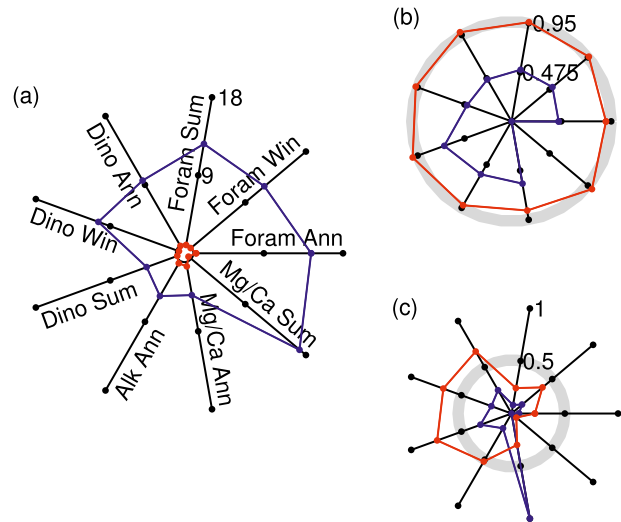 (b)
0.95
0.475
(a)
18
Dino Ann
Foram Sum
Foram Win
9
Dino Win
Foram Ann
Dino Sum
Mg/Ca Sum
Alk Ann
Mg/Ca Ann
(c)
1
0.5